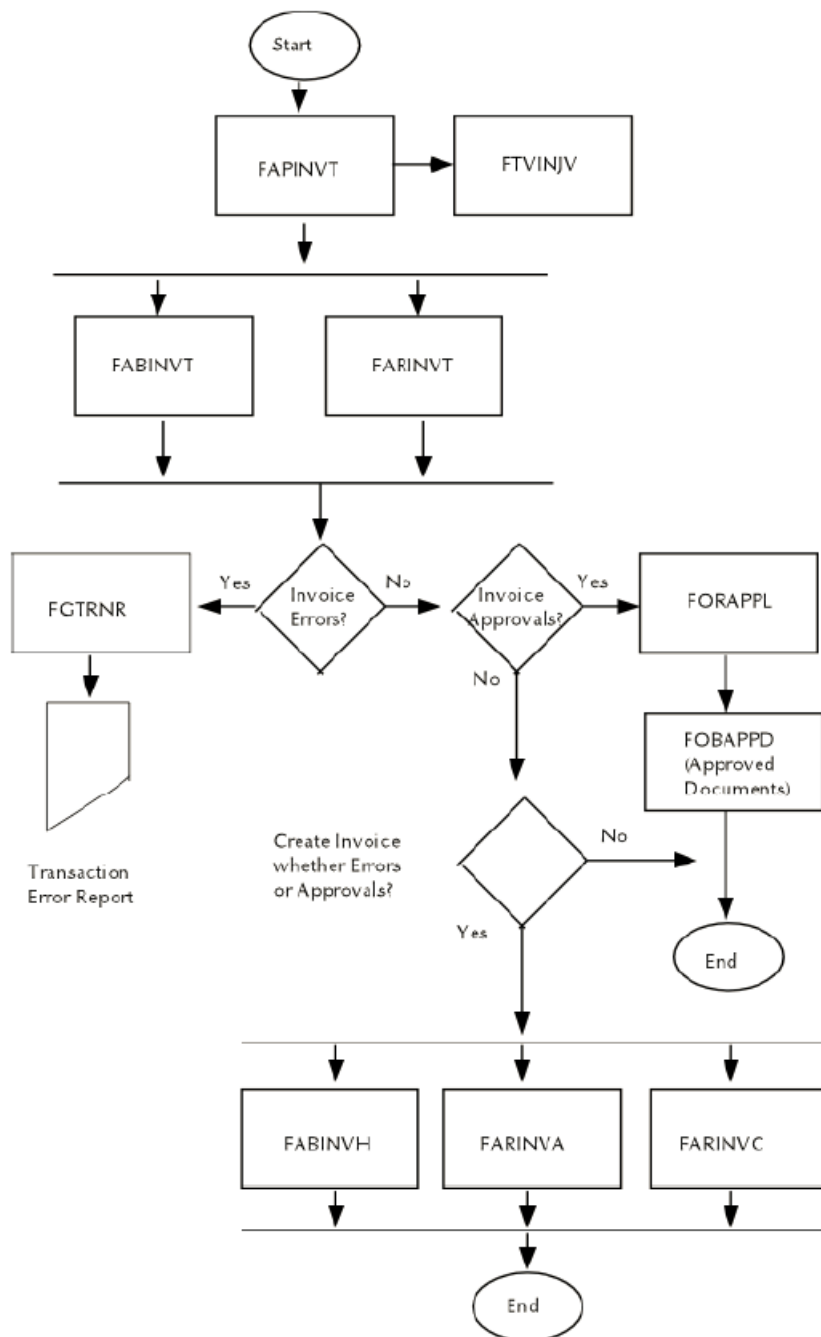 Start
FAPINVT
FTVINJV
FABINVT
FARINVT
Yes
No
Yes
FGTRNR
Invoice
Errors?
Invoice
Approvals?
FORAPPL
No
FOBAPPD
(Approved
Documents)
No
Create Invoice
whether Errors
or Approvals?
Transaction
Error Report
Yes
End
FABINVH
FARINVA
FARINVC
End